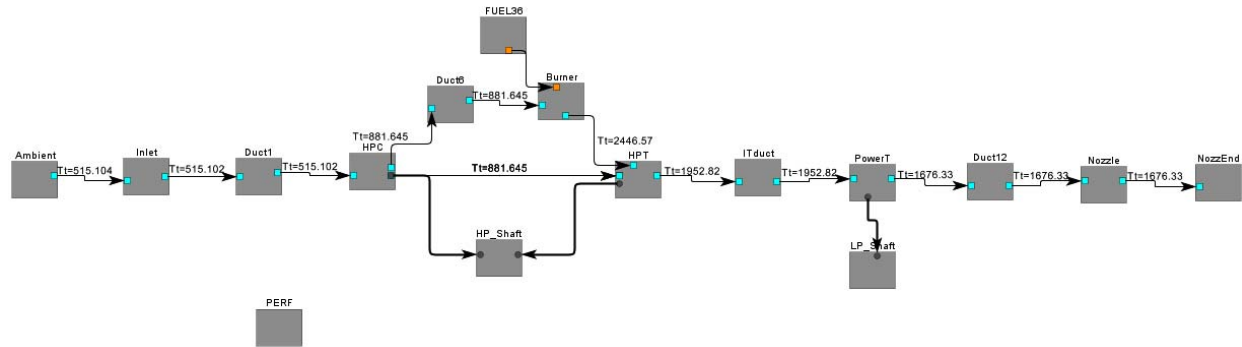 FUEL36
Duct6
Burner
Tt=881.645
Tt=2446.57
Tt=881.645
Ambient
Inlet
Duct1
HPC
HPT
ITduct
PowerT
Duct12
Nozzle
NozzEnd
Tt=515.104
Tt=515.102
Tt=515.102
Tt=881.645
Tt=1952.82
Tt=1952.82
Tt=1676.33
Tt=1676.33
Tt=1676.33
HP_Shaft
LP_Shaft
PERF